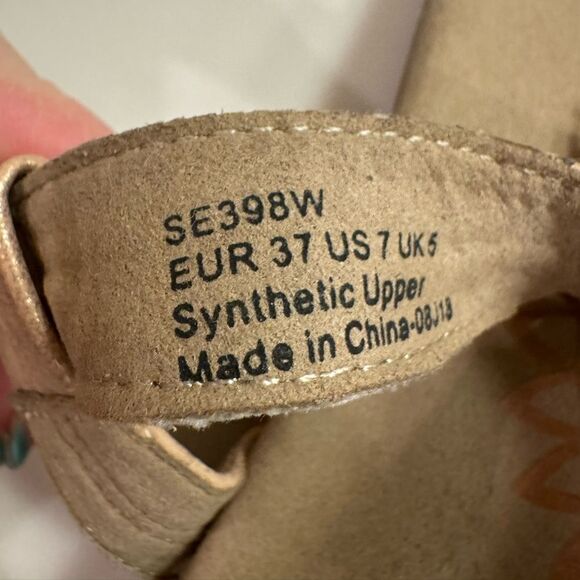 SE398W
EUR 37 US 7 UK 5
Synthetic Upper
Made in China-08J18